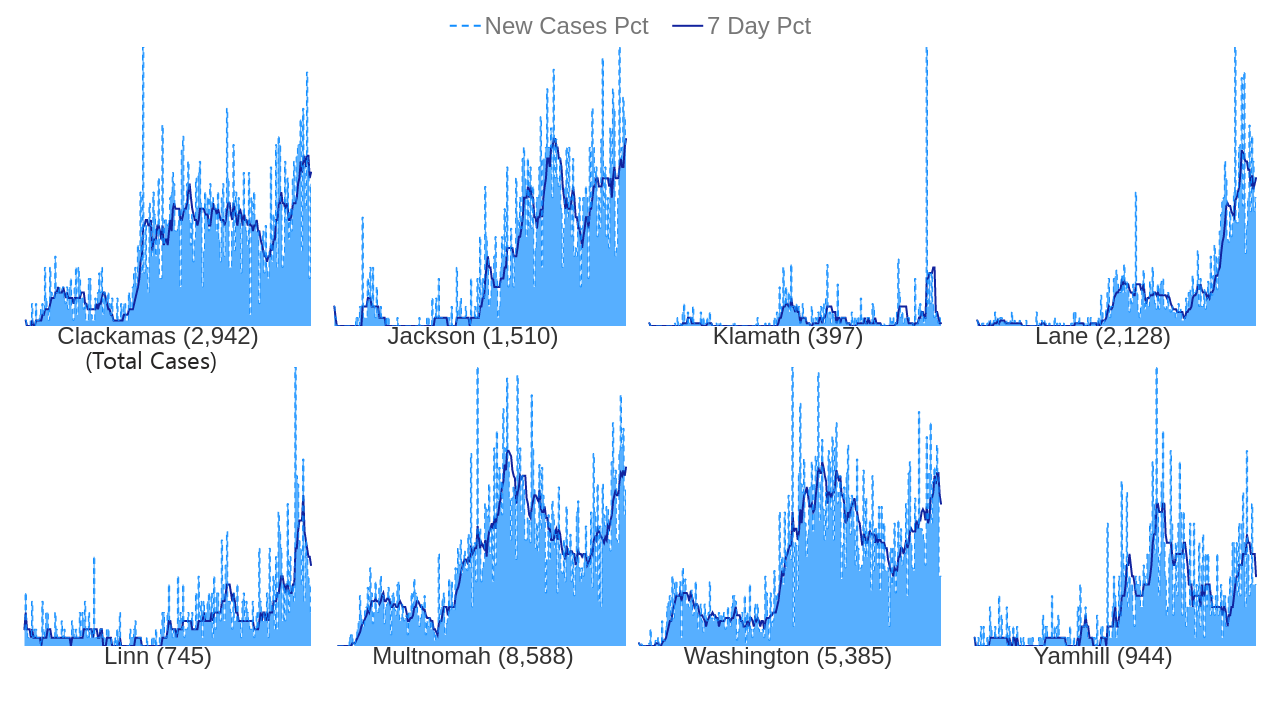 New Cases Pct 7 Day Pct
Clackamas (2,942) Jackson (1,510) Klamath (397) Lane (2,128)
(Total Cases)
Linn (745) Multnomah (8,588) Washington (5,385) Yamhill (944)